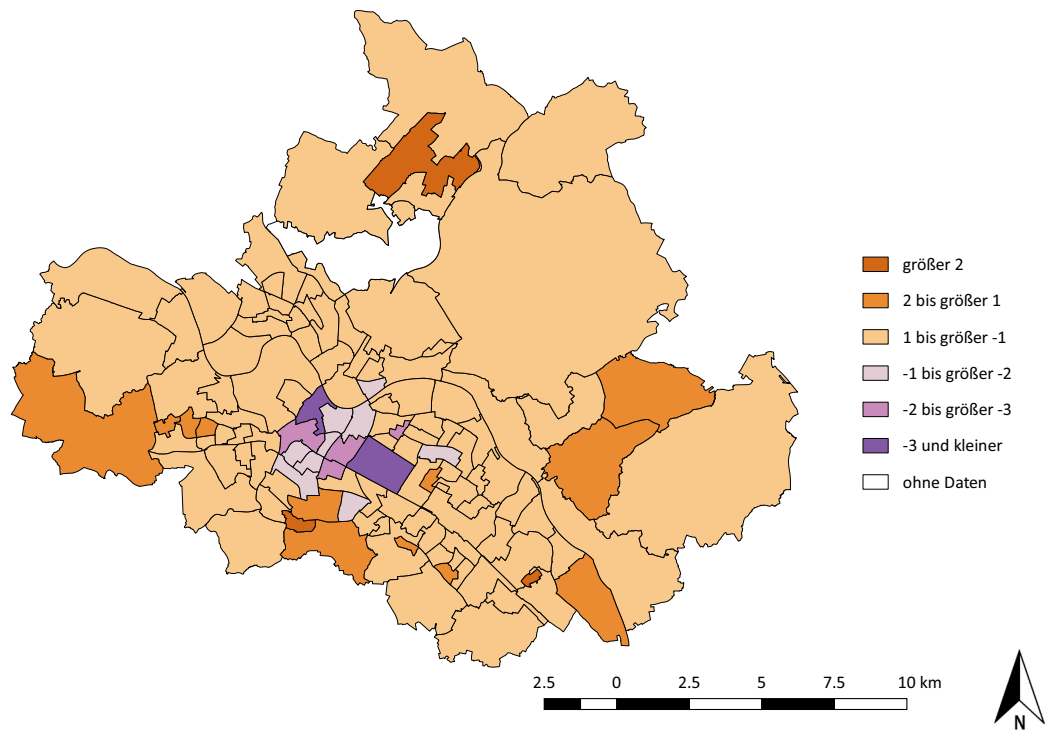 größer 2
2 bis größer 1
1 bis größer -1
-1 bis größer -2
-2 bis größer -3
-3 und kleiner
ohne Daten
2.5 0 2.5 5 7.5 10 km
N